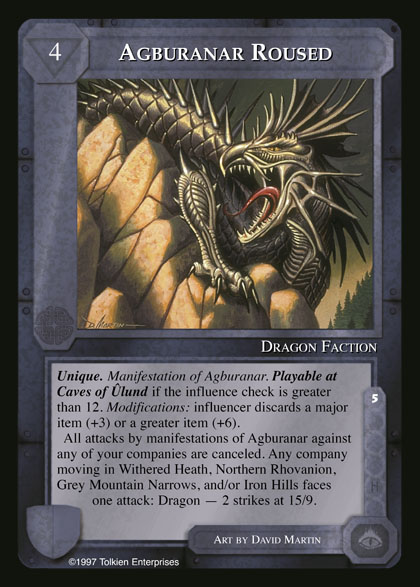 4
AGBURANAR ROUSED
D. MARTIN
DRAGON FACTION
Unique. Manifestation of Agburanar. Playable at
Caves of Ûlund if the influence check is greater
than 12. Modifications: influencer discards a major
item (+3) or a greater item (+6).
All attacks by manifestations of Agburanar against
any of your companies are canceled. Any company
moving in Withered Heath, Northern Rhovanion,
Grey Mountain Narrows, and/or Iron Hills faces
one attack: Dragon — 2 strikes at 15/9.
5
H
ART BY DAVID MARTIN
©1997 Tolkien Enterprises